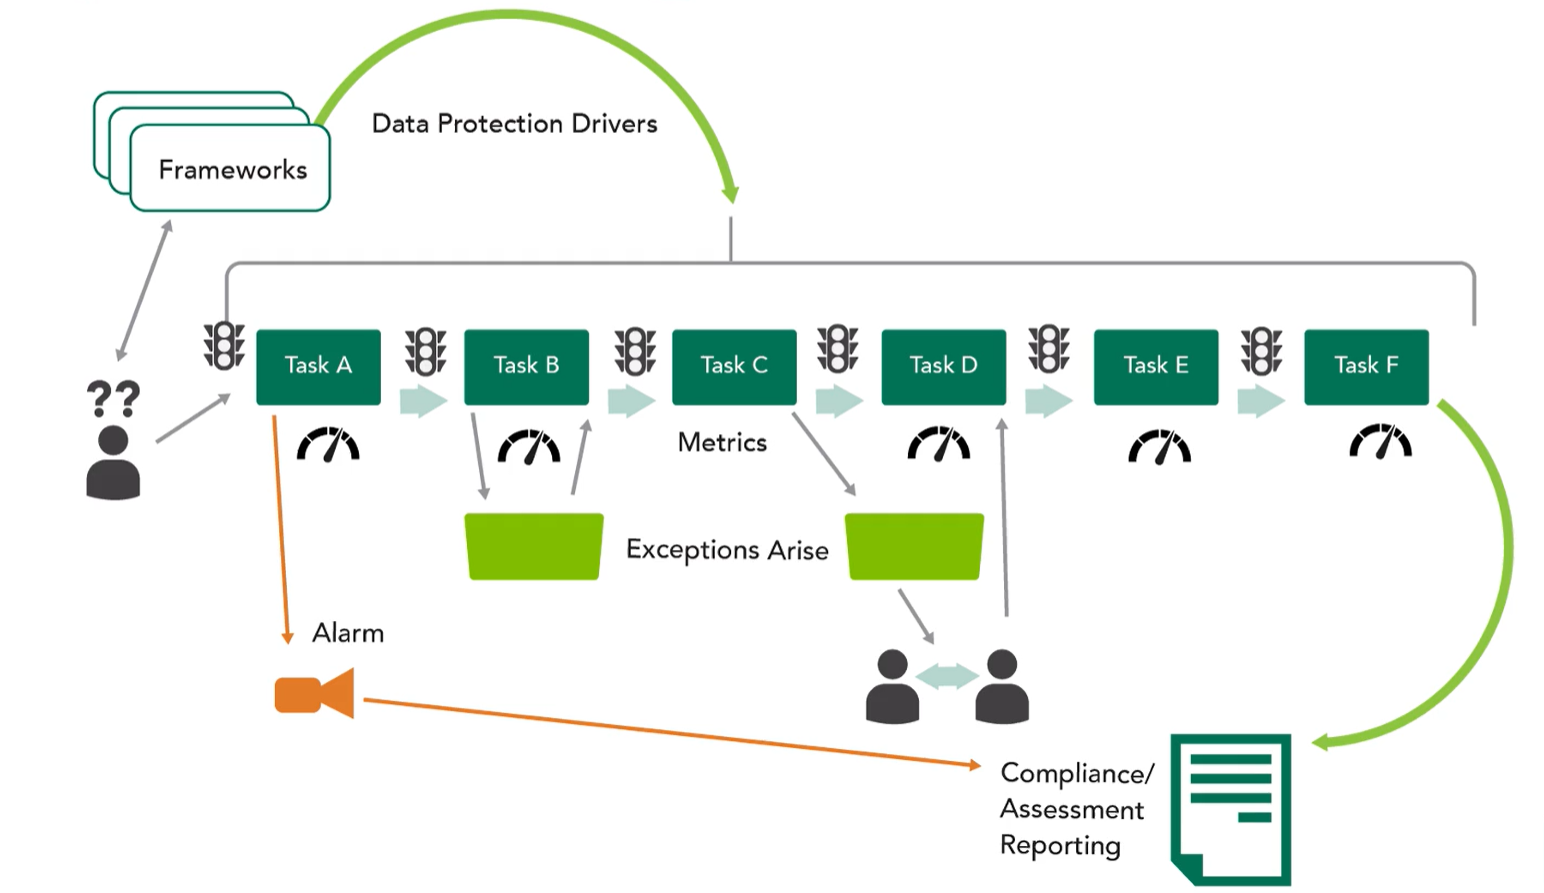 Data Protection Drivers
Frameworks
Task A
Task B
Task C
Task D
Task E
Task F
??
Metrics
Exceptions Arise
Alarm
Compliance/
Assessment
Reporting